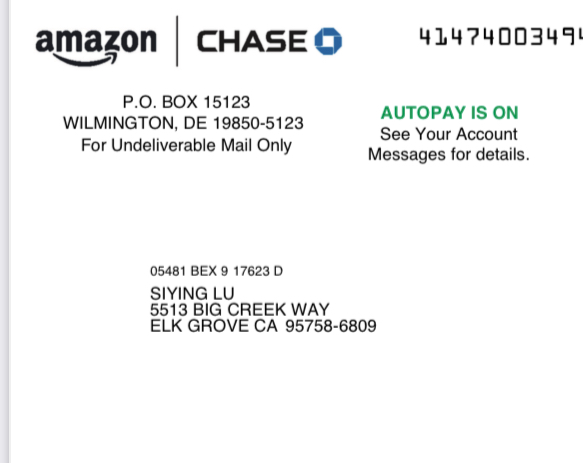 amazon | CHASE
41474003494
P.O. BOX 15123
WILMINGTON, DE 19850-5123
For Undeliverable Mail Only
AUTOPAY IS ON
See Your Account
Messages for details.
05481 BEX 9 17623 D
SIYING LU
5513 BIG CREEK WAY
ELK GROVE CA 95758-6809